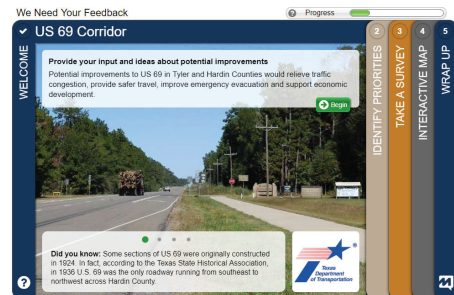 We Need Your Feedback
? Progress
US 69 Corridor
WELCOME
Provide your input and ideas about potential improvements
Potential improvements to US 69 in Tyler and Hardin Counties would relieve traffic
congestion, provide safer travel, improve emergency evacuation and support economic
development.
Begin
Did you know: Some sections of US 69 were originally constructed
in 1924. In fact, according to the Texas State Historical Association,
in 1936 U.S. 69 was the only roadway running from southeast to
northwest across Hardin County.
Texas
Department
of Transportation
?
2
IDENTIFY PRIORITIES
3
TAKE A SURVEY
4
INTERACTIVE MAP
5
WRAP UP